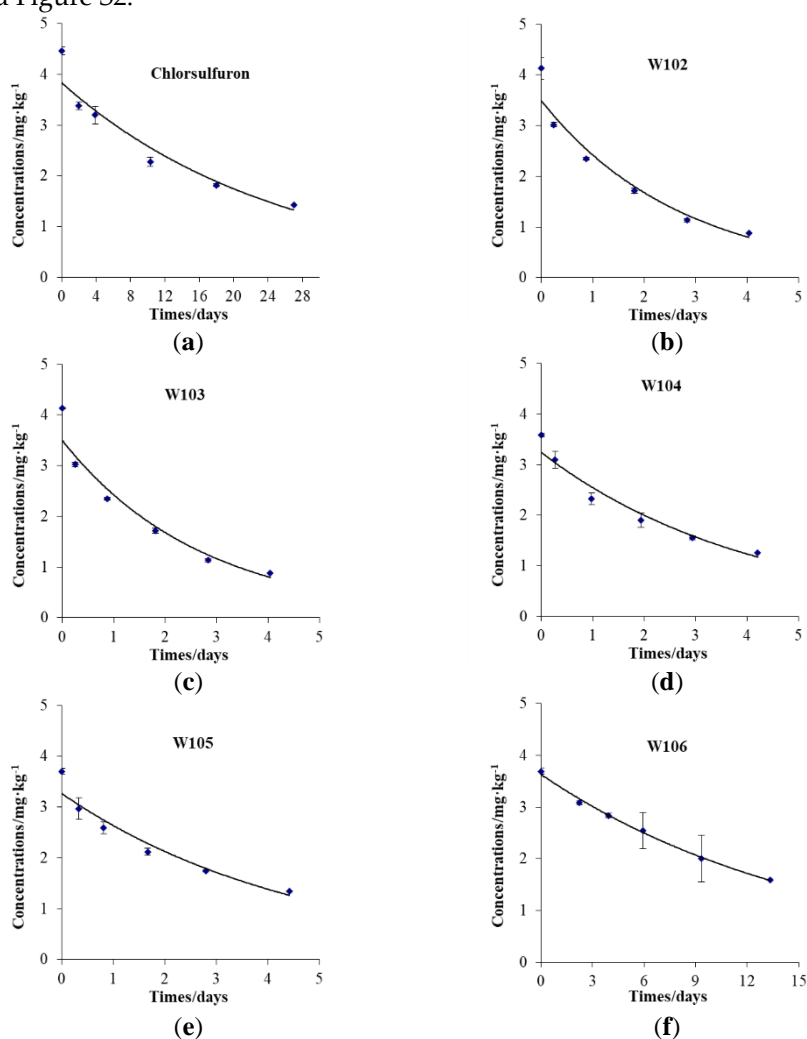 Figure S2.
Chlorsulfuron
Concentrations/mg·kg⁻¹
5
4
3
2
1
0
0 4 8 12 16 20 24 28
Times/days
(a)
W102
Concentrations/mg·kg⁻¹
5
4
3
2
1
0
0 1 2 3 4 5
Times/days
(b)
W103
Concentrations/mg·kg⁻¹
5
4
3
2
1
0
0 1 2 3 4 5
Times/days
(c)
W104
Concentrations/mg·kg⁻¹
5
4
3
2
1
0
0 1 2 3 4 5
Times/days
(d)
W105
Concentrations/mg·kg⁻¹
5
4
3
2
1
0
0 1 2 3 4 5
Times/days
(e)
W106
Concentrations/mg·kg⁻¹
5
4
3
2
1
0
0 3 6 9 12 15
Times/days
(f)